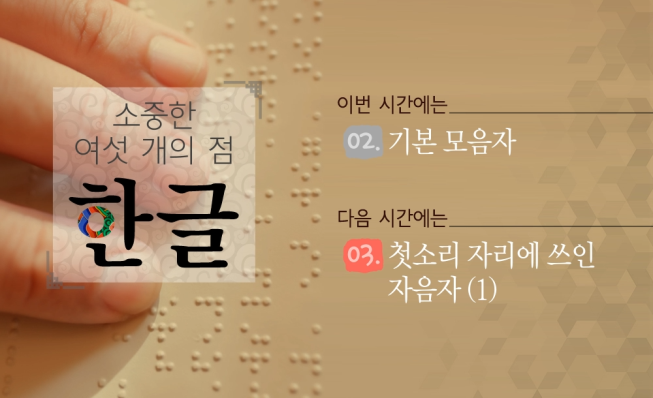 소중한
여섯 개의 점
한글
이번 시간에는
02. 기본 모음자
다음 시간에는
03. 첫소리 자리에 쓰인
자음자 (1)